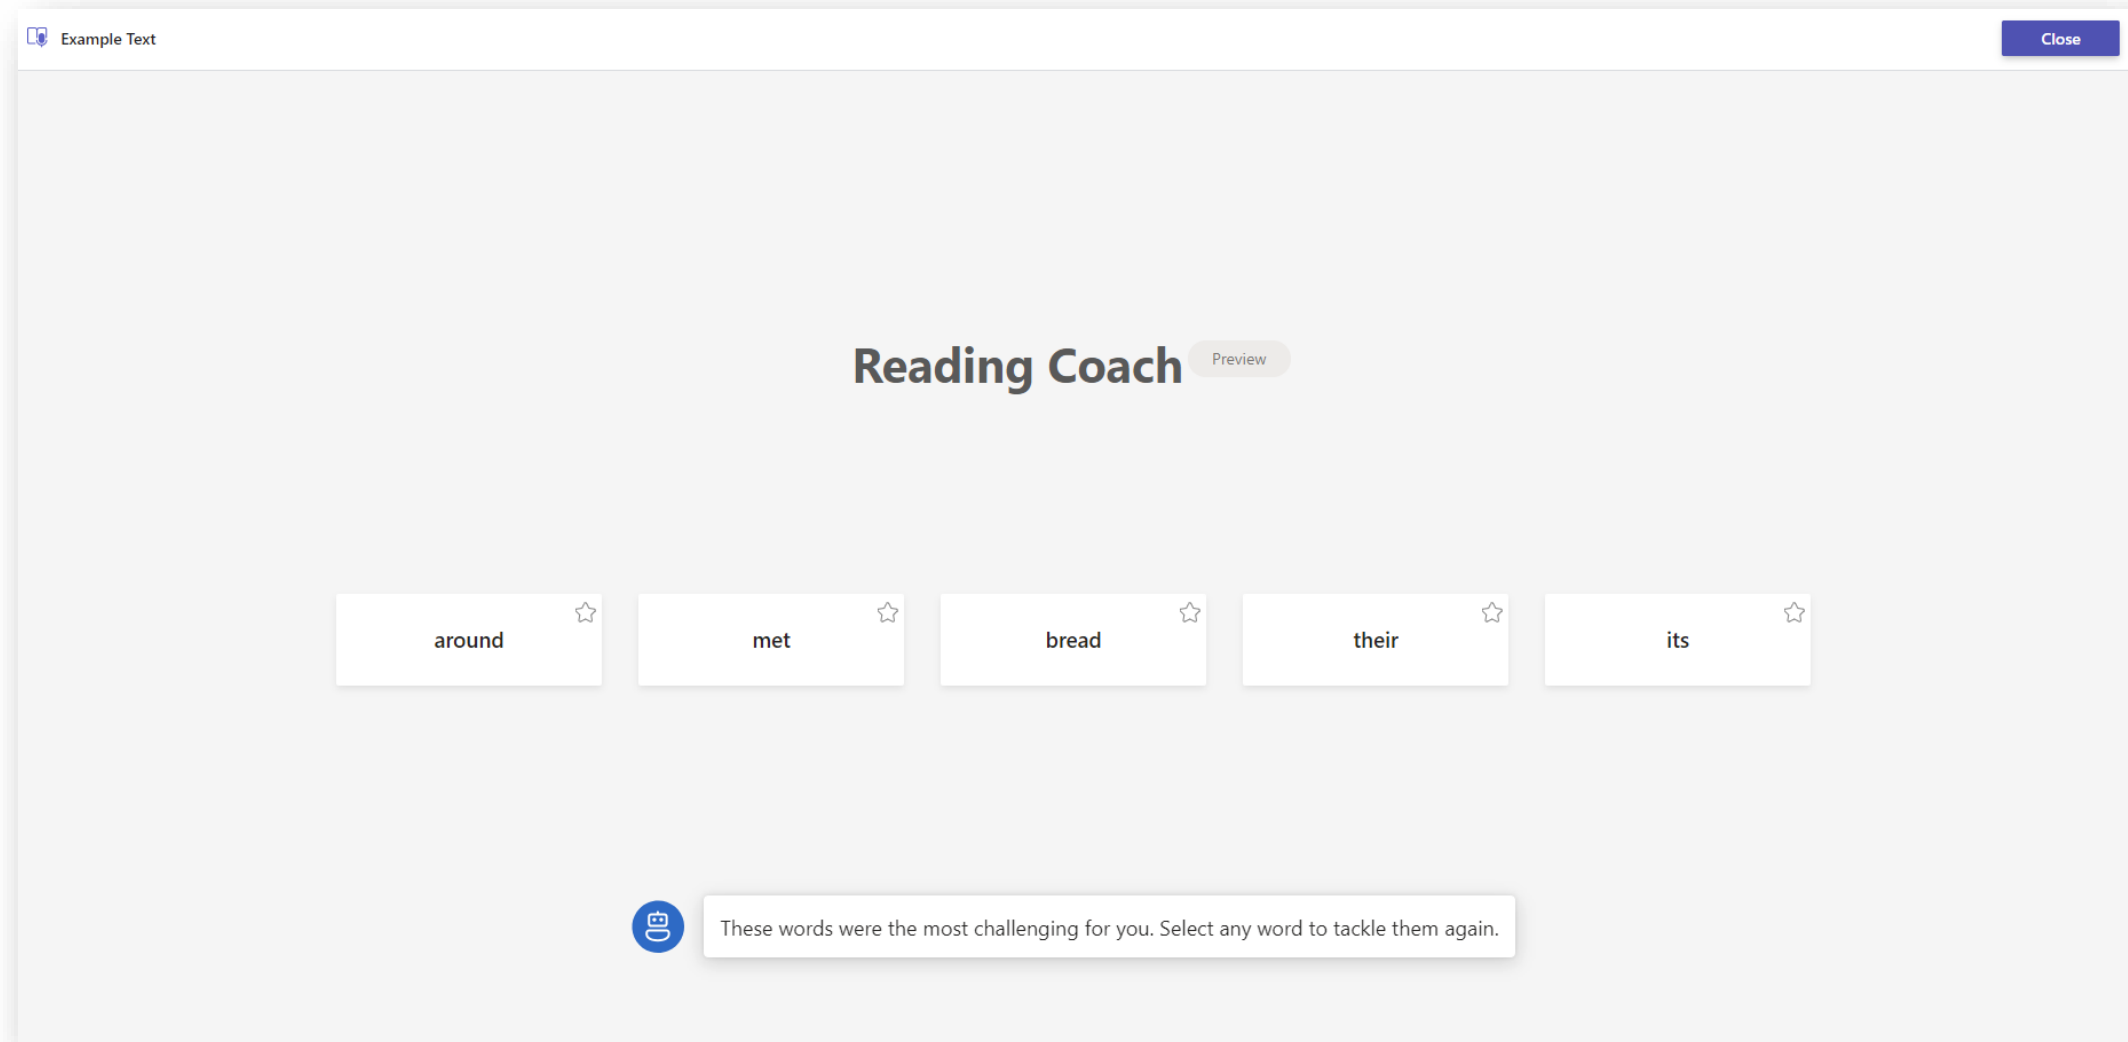 Example Text
Close
Reading Coach
Preview
around
met
bread
their
its
These words were the most challenging for you. Select any word to tackle them again.